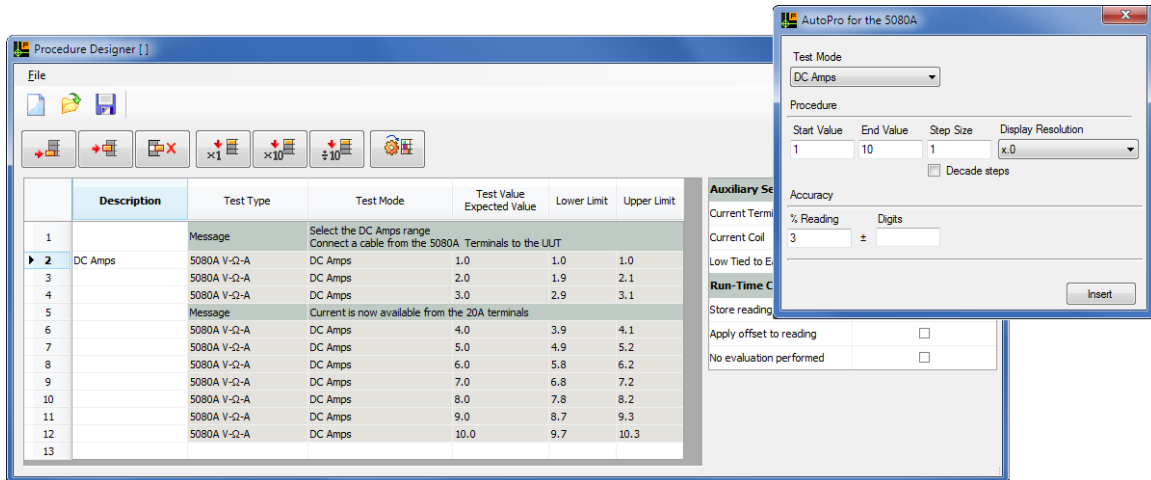 AutoPro for the 5080A
Procedure Designer [ ]
File
×1
×10
÷10
Description Test Type Test Mode Test Value Expected Value Lower Limit Upper Limit
1 Message Select the DC Amps range
Connect a cable from the 5080A Terminals to the UUT
2 DC Amps 5080A V-Ω-A DC Amps 1.0 1.0 1.0
3 5080A V-Ω-A DC Amps 2.0 1.9 2.1
4 5080A V-Ω-A DC Amps 3.0 2.9 3.1
5 Message Current is now available from the 20A terminals
6 5080A V-Ω-A DC Amps 4.0 3.9 4.1
7 5080A V-Ω-A DC Amps 5.0 4.9 5.2
8 5080A V-Ω-A DC Amps 6.0 5.8 6.2
9 5080A V-Ω-A DC Amps 7.0 6.8 7.2
10 5080A V-Ω-A DC Amps 8.0 7.8 8.2
11 5080A V-Ω-A DC Amps 9.0 8.7 9.3
12 5080A V-Ω-A DC Amps 10.0 9.7 10.3
13
Auxiliary Se
Current Termi
Current Coil
Low Tied to Ea
Run-Time C
Store reading
Apply offset to reading
No evaluation performed
Test Mode
DC Amps
Procedure
Start Value End Value Step Size Display Resolution
1 10 1 x.0
Decade steps
Accuracy
% Reading Digits
3 ±
Insert